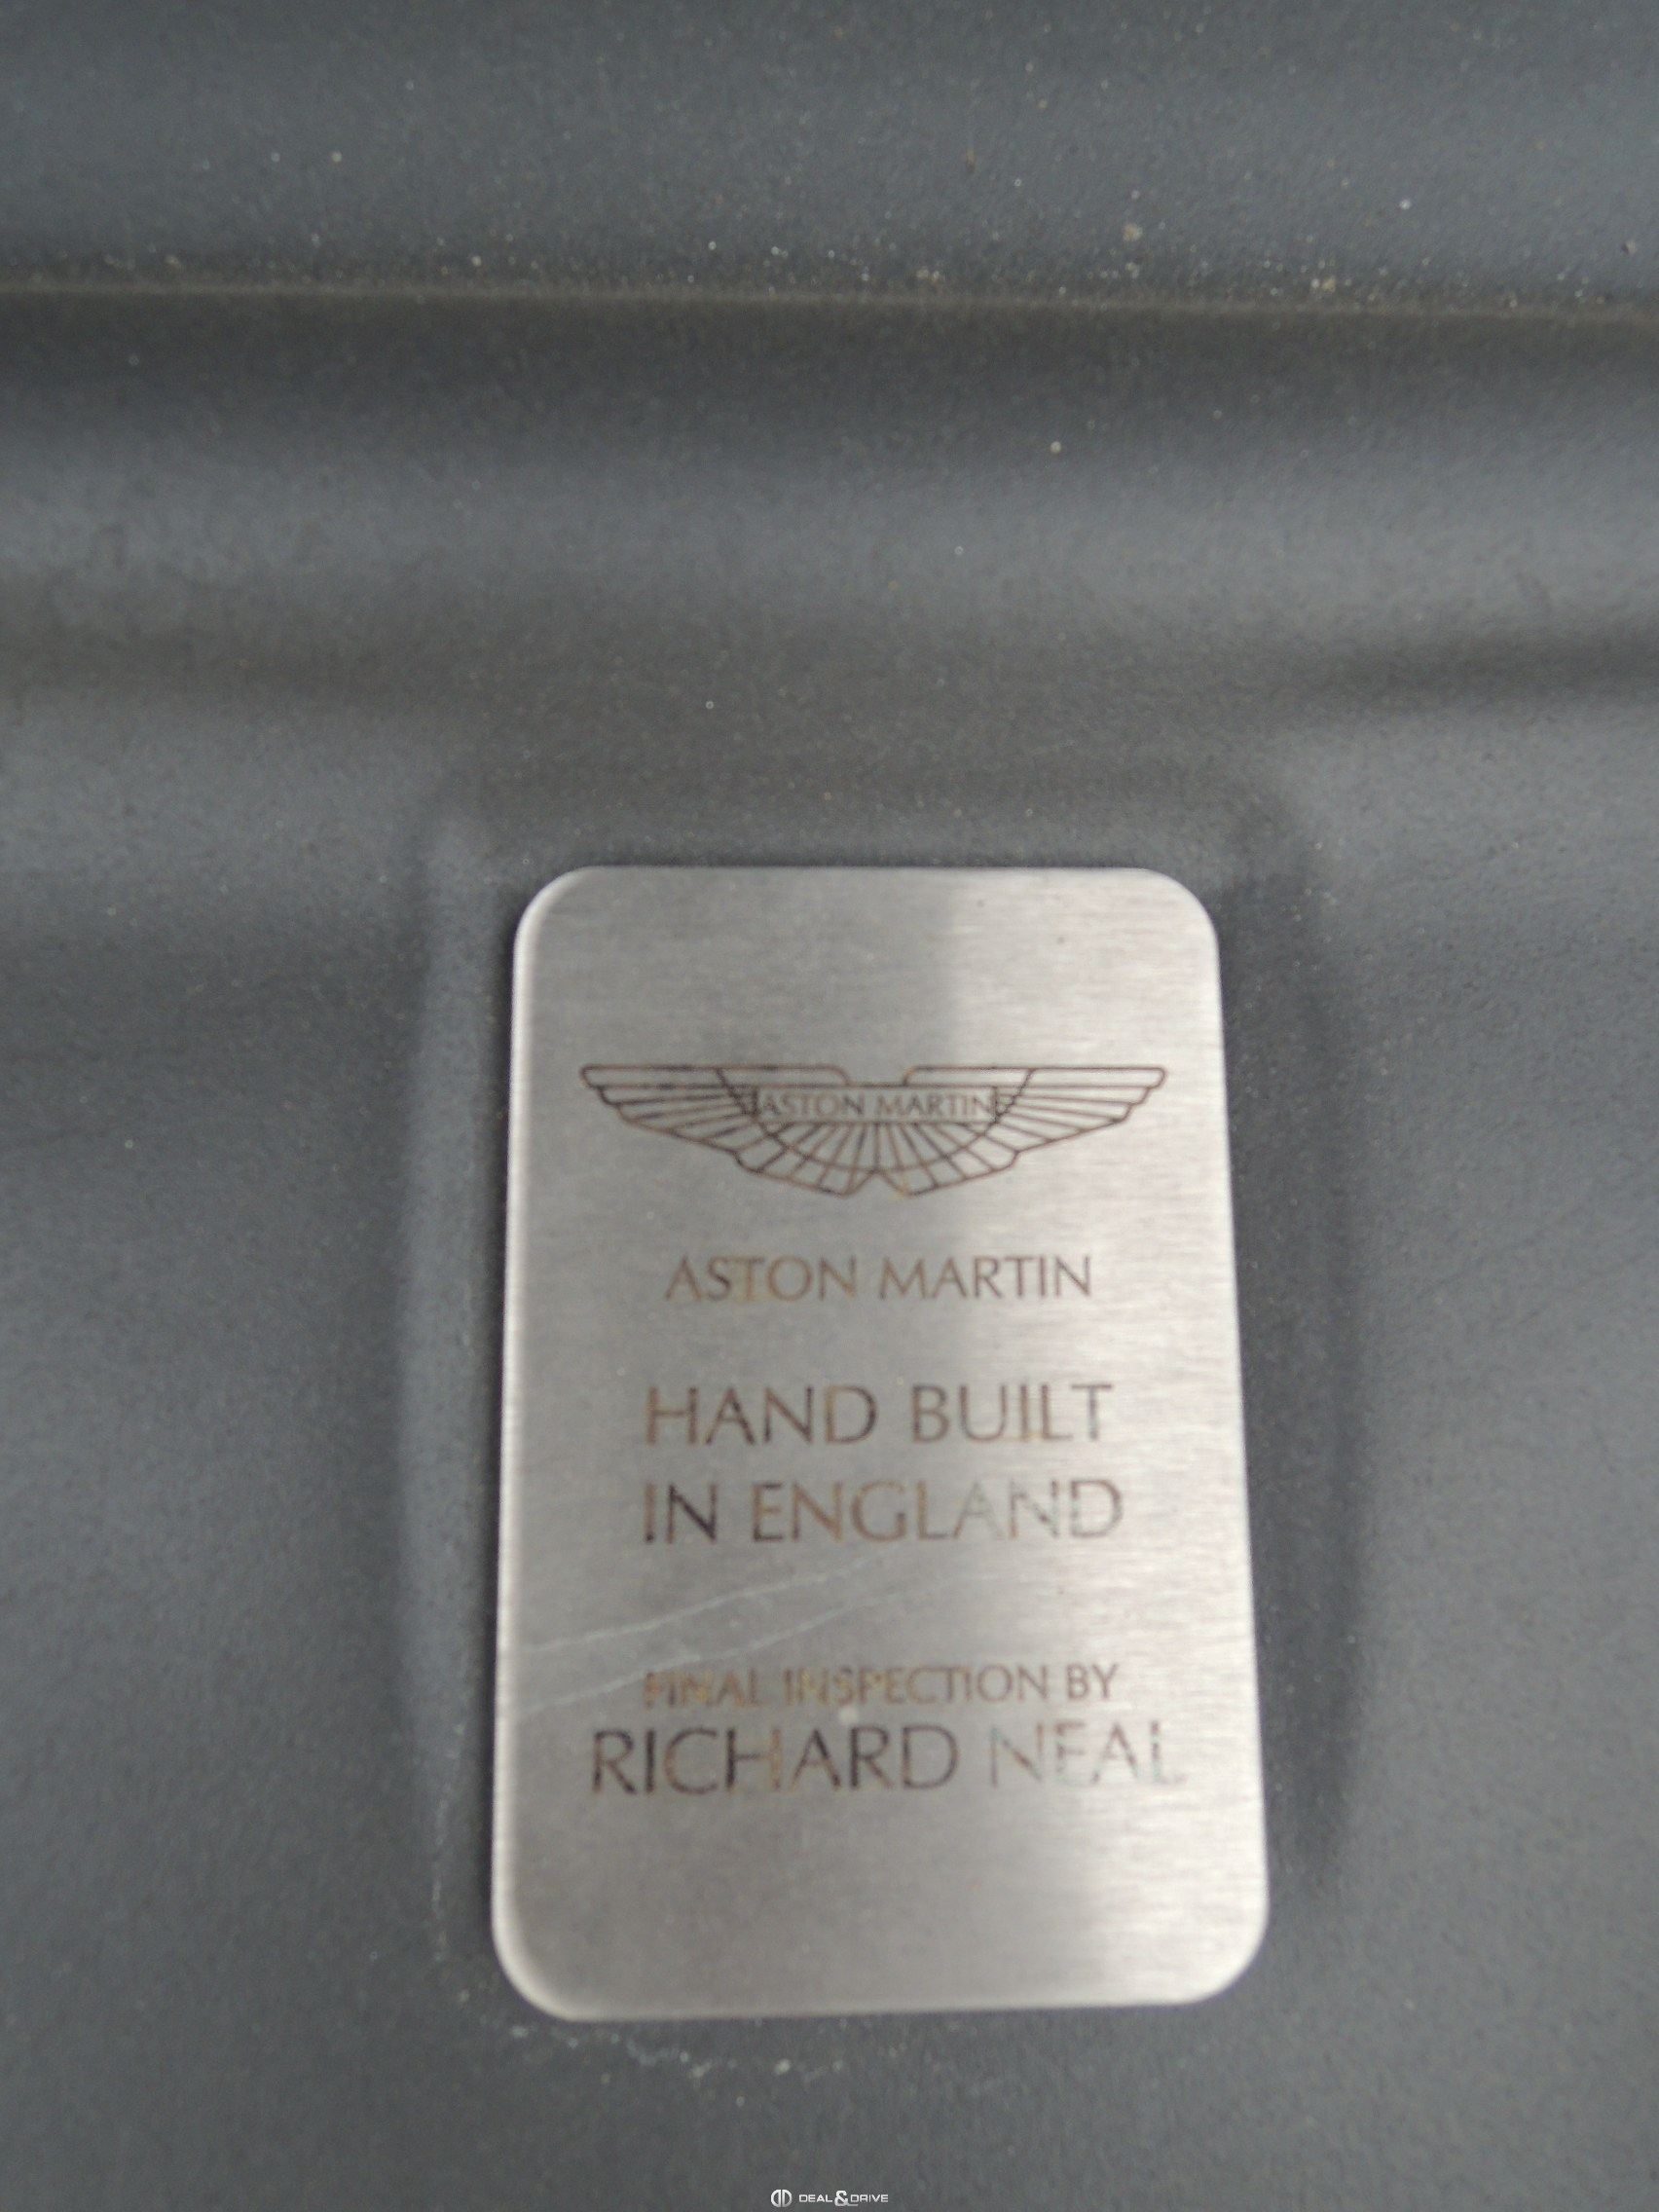 ASTON MARTIN
ASTON MARTIN
HAND BUILT
IN ENGLAND
FINAL INSPECTION BY
RICHARD NEAL
DEAL & DRIVE